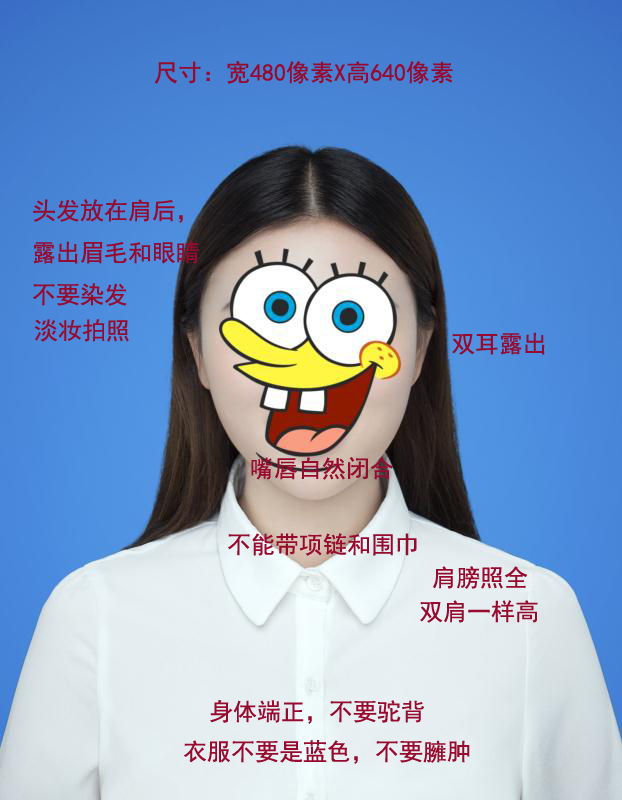 尺寸：宽480像素X高640像素
头发放在肩后，
露出眉毛和眼睛
不要染发
淡妆拍照
双耳露出
嘴唇自然闭合
不能带项链和围巾
肩膀照全
双肩一样高
身体端正，不要驼背
衣服不要是蓝色，不要臃肿